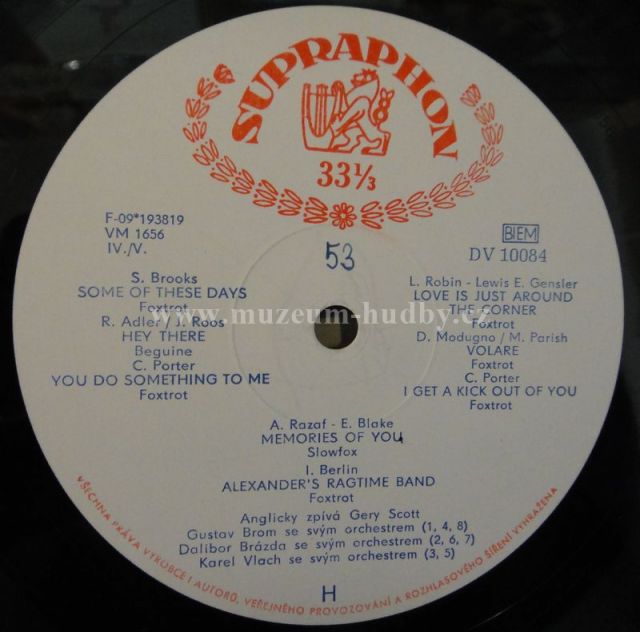 SUPRAPHON
33⅓
F-09*193819
VM 1656
IV./V.
53
BIEM
DV 10084
S. Brooks
SOME OF THESE DAYS
Foxtrot
R. Adler / J. Roos
HEY THERE
Beguine
C. Porter
YOU DO SOMETHING TO ME
Foxtrot
L. Robin - Lewis E. Gensler
LOVE IS JUST AROUND
THE CORNER
Foxtrot
D. Modugno / M. Parish
VOLARE
Foxtrot
C. Porter
I GET A KICK OUT OF YOU
Foxtrot
www.muzeum-hudby.cz
A. Razaf - E. Blake
MEMORIES OF YOU
Slowfox
I. Berlin
ALEXANDER'S RAGTIME BAND
Foxtrot
Anglicky zpívá Gery Scott
Gustav Brom se svým orchestrem (1, 4, 8)
Dalibor Brázda se svým orchestrem (2, 6, 7)
Karel Vlach se svým orchestrem (3, 5)
H
VŠECHNA PRÁVA VÝROBCE I AUTORŮ, VEŘEJNÉHO PROVOZOVÁNÍ A ROZHLASOVÉHO ŠÍŘENÍ VYHRAŽENA